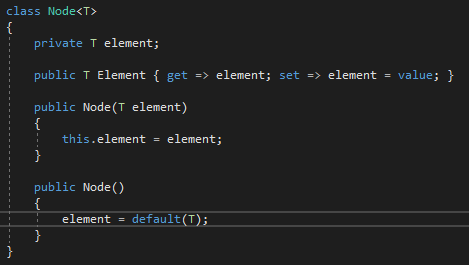 class Node<T>
{
private T element;
public T Element { get => element; set => element = value; }
public Node(T element)
{
this.element = element;
}
public Node()
{
element = default(T);
}
}